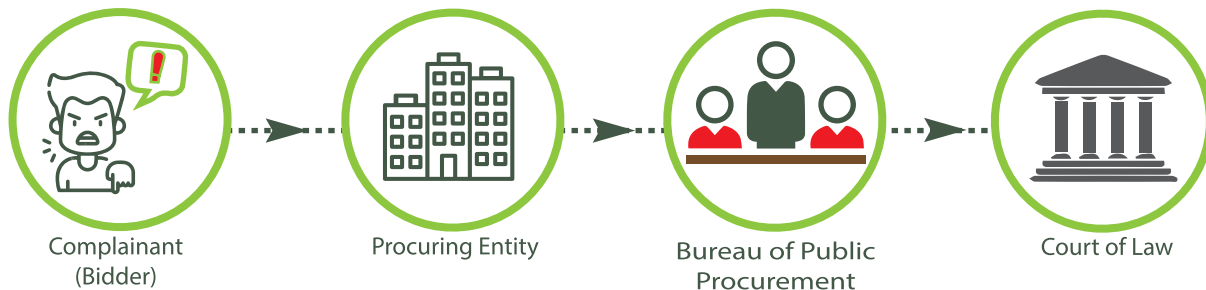 !
Complainant
(Bidder)
Procuring Entity
Bureau of Public
Procurement
Court of Law